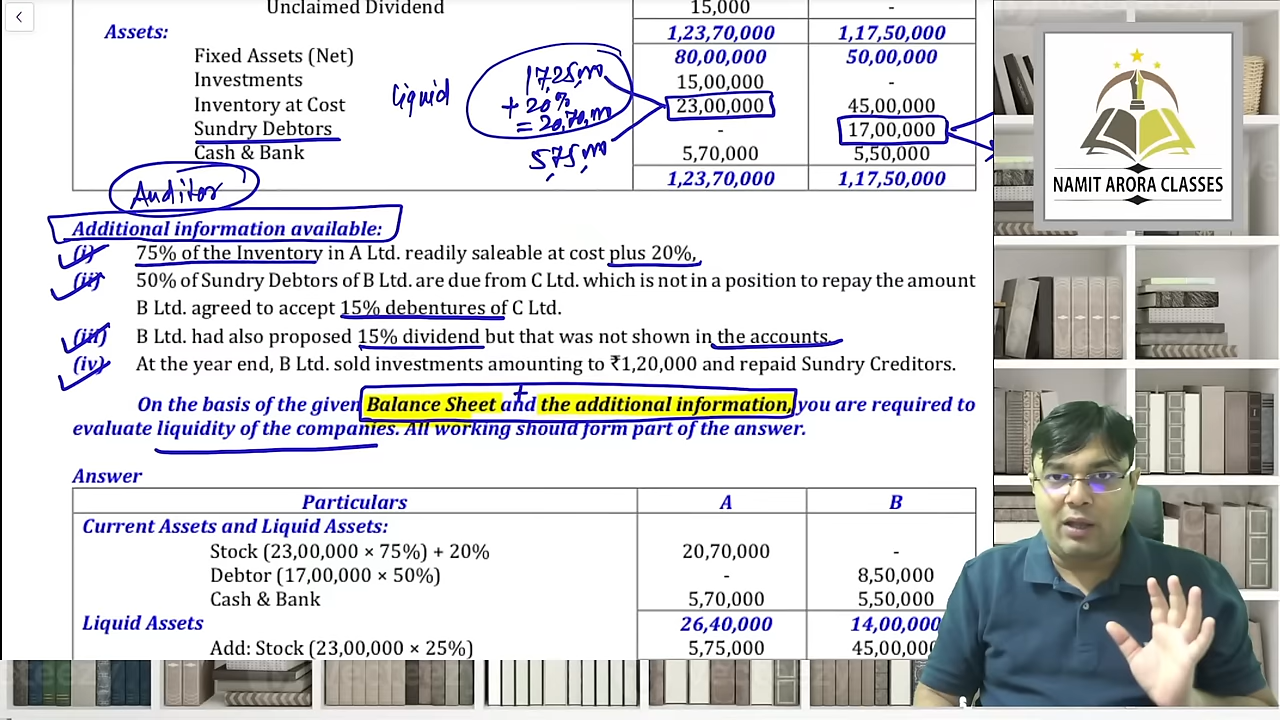 Unclaimed Dividend 15,000 -
Assets: 1,23,70,000 1,17,50,000
Fixed Assets (Net) 80,00,000 50,00,000
Investments 15,00,000 -
Inventory at Cost 23,00,000 45,00,000
Sundry Debtors - 17,00,000
Cash & Bank 5,70,000 5,50,000
1,23,70,000 1,17,50,000
Liquid
+ 20%
Auditor
Additional information available:
(i) 75% of the Inventory in A Ltd. readily saleable at cost plus 20%,
(ii) 50% of Sundry Debtors of B Ltd. are due from C Ltd. which is not in a position to repay the amount
B Ltd. agreed to accept 15% debentures of C Ltd.
(iii) B Ltd. had also proposed 15% dividend but that was not shown in the accounts.
(iv) At the year end, B Ltd. sold investments amounting to ₹1,20,000 and repaid Sundry Creditors.
On the basis of the given Balance Sheet and the additional information, you are required to
evaluate liquidity of the companies. All working should form part of the answer.
Answer
Particulars A B
Current Assets and Liquid Assets:
Stock (23,00,000 × 75%) + 20% 20,70,000 -
Debtor (17,00,000 × 50%) - 8,50,000
Cash & Bank 5,70,000 5,50,000
Liquid Assets 26,40,000 14,00,000
Add: Stock (23,00,000 × 25%) 5,75,000 45,00,000
NAMIT ARORA CLASSES